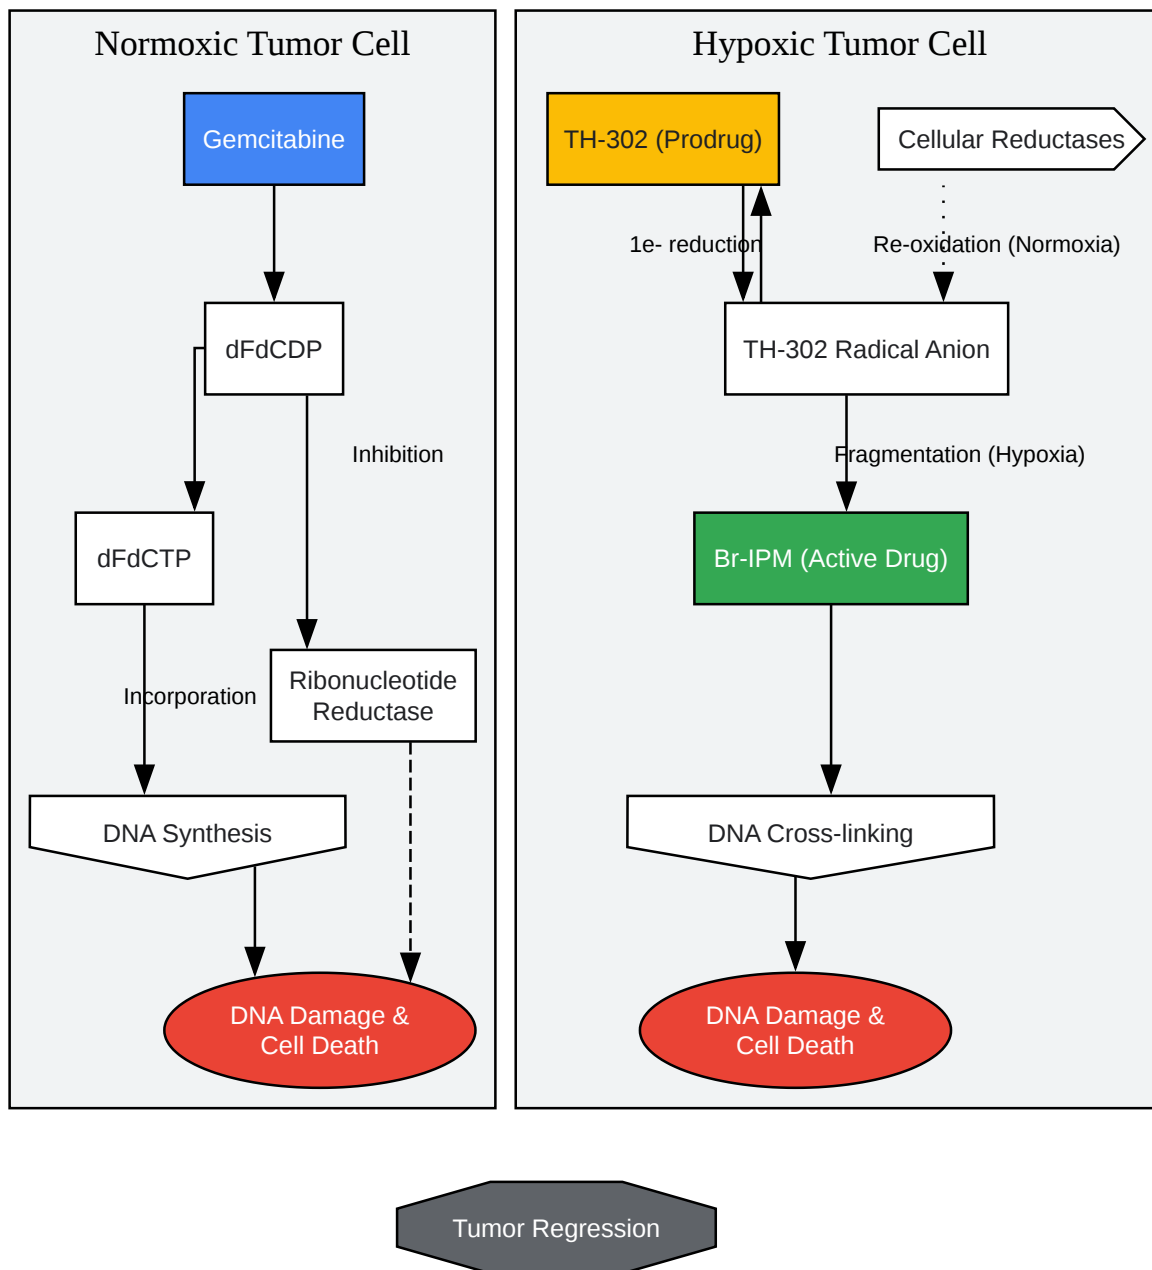 Normoxic Tumor Cell
Gemcitabine
dFdCDP
Inhibition
dFdCTP
Ribonucleotide
Reductase
Incorporation
DNA Synthesis
DNA Damage &
Cell Death
Hypoxic Tumor Cell
TH-302 (Prodrug)
Cellular Reductases
1e- reduction
Re-oxidation (Normoxia)
TH-302 Radical Anion
Fragmentation (Hypoxia)
Br-IPM (Active Drug)
DNA Cross-linking
DNA Damage &
Cell Death
Tumor Regression